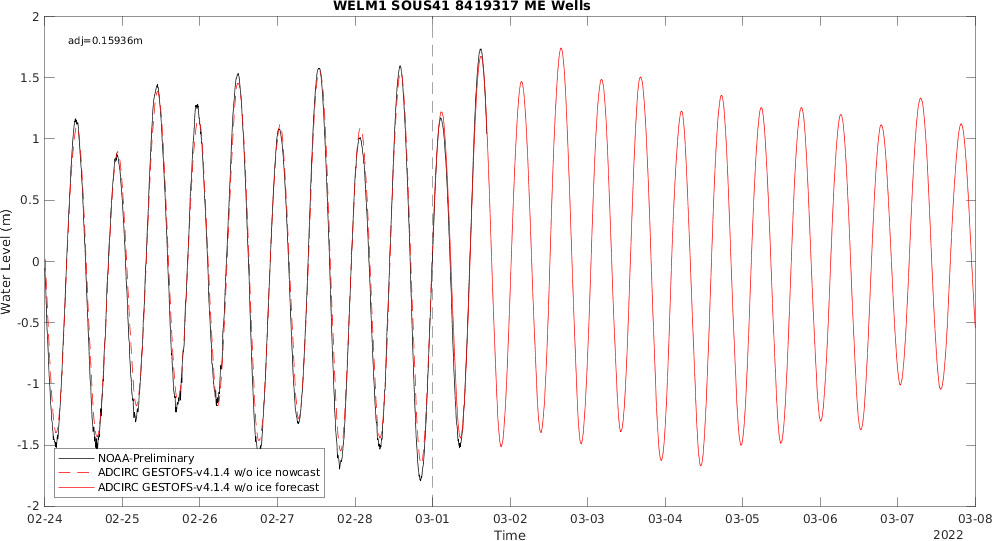 WELM1 SOUS41 8419317 ME Wells
adj=0.15936m
2
1.5
1
0.5
0
-0.5
-1
-1.5
-2
Water Level (m)
NOAA-Preliminary
ADCIRC GESTOFS-v4.1.4 w/o ice nowcast
ADCIRC GESTOFS-v4.1.4 w/o ice forecast
02-24 02-25 02-26 02-27 02-28 03-01 03-02 03-03 03-04 03-05 03-06 03-07 03-08
Time
2022